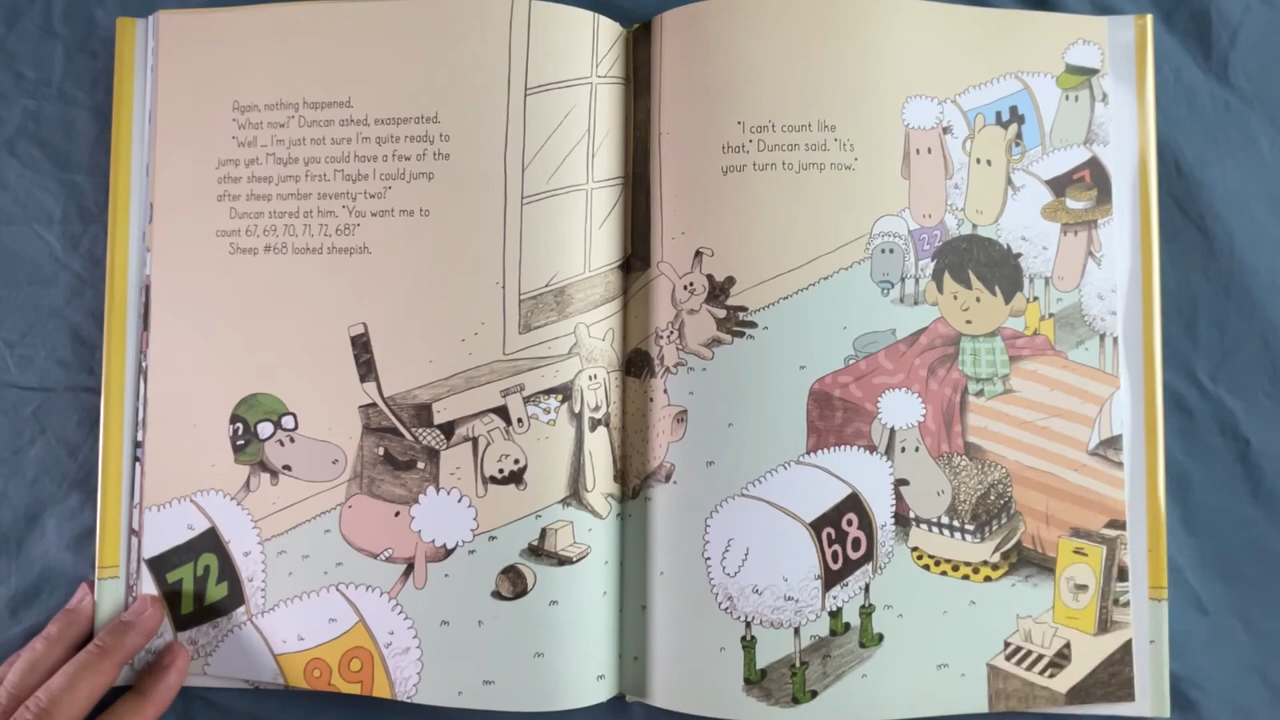 Again, nothing happened.
"What now?" Duncan asked, exasperated.
"Well ... I'm just not sure I'm quite ready to
jump yet. Maybe you could have a few of the
other sheep jump first. Maybe I could jump
after sheep number seventy-two?"
Duncan stared at him. "You want me to
count 67, 69, 70, 71, 72, 68?"
Sheep #68 looked sheepish.
72
89
"I can't count like
that," Duncan said. "It's
your turn to jump now."
4
7
22
68